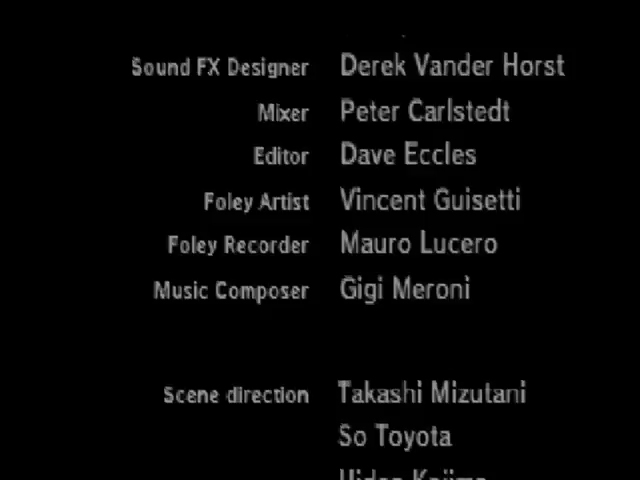 Sound FX Designer Derek Vander Horst
Mixer Peter Carlstedt
Editor Dave Eccles
Foley Artist Vincent Guisetti
Foley Recorder Mauro Lucero
Music Composer Gigi Meroni
Scene direction Takashi Mizutani
So Toyota